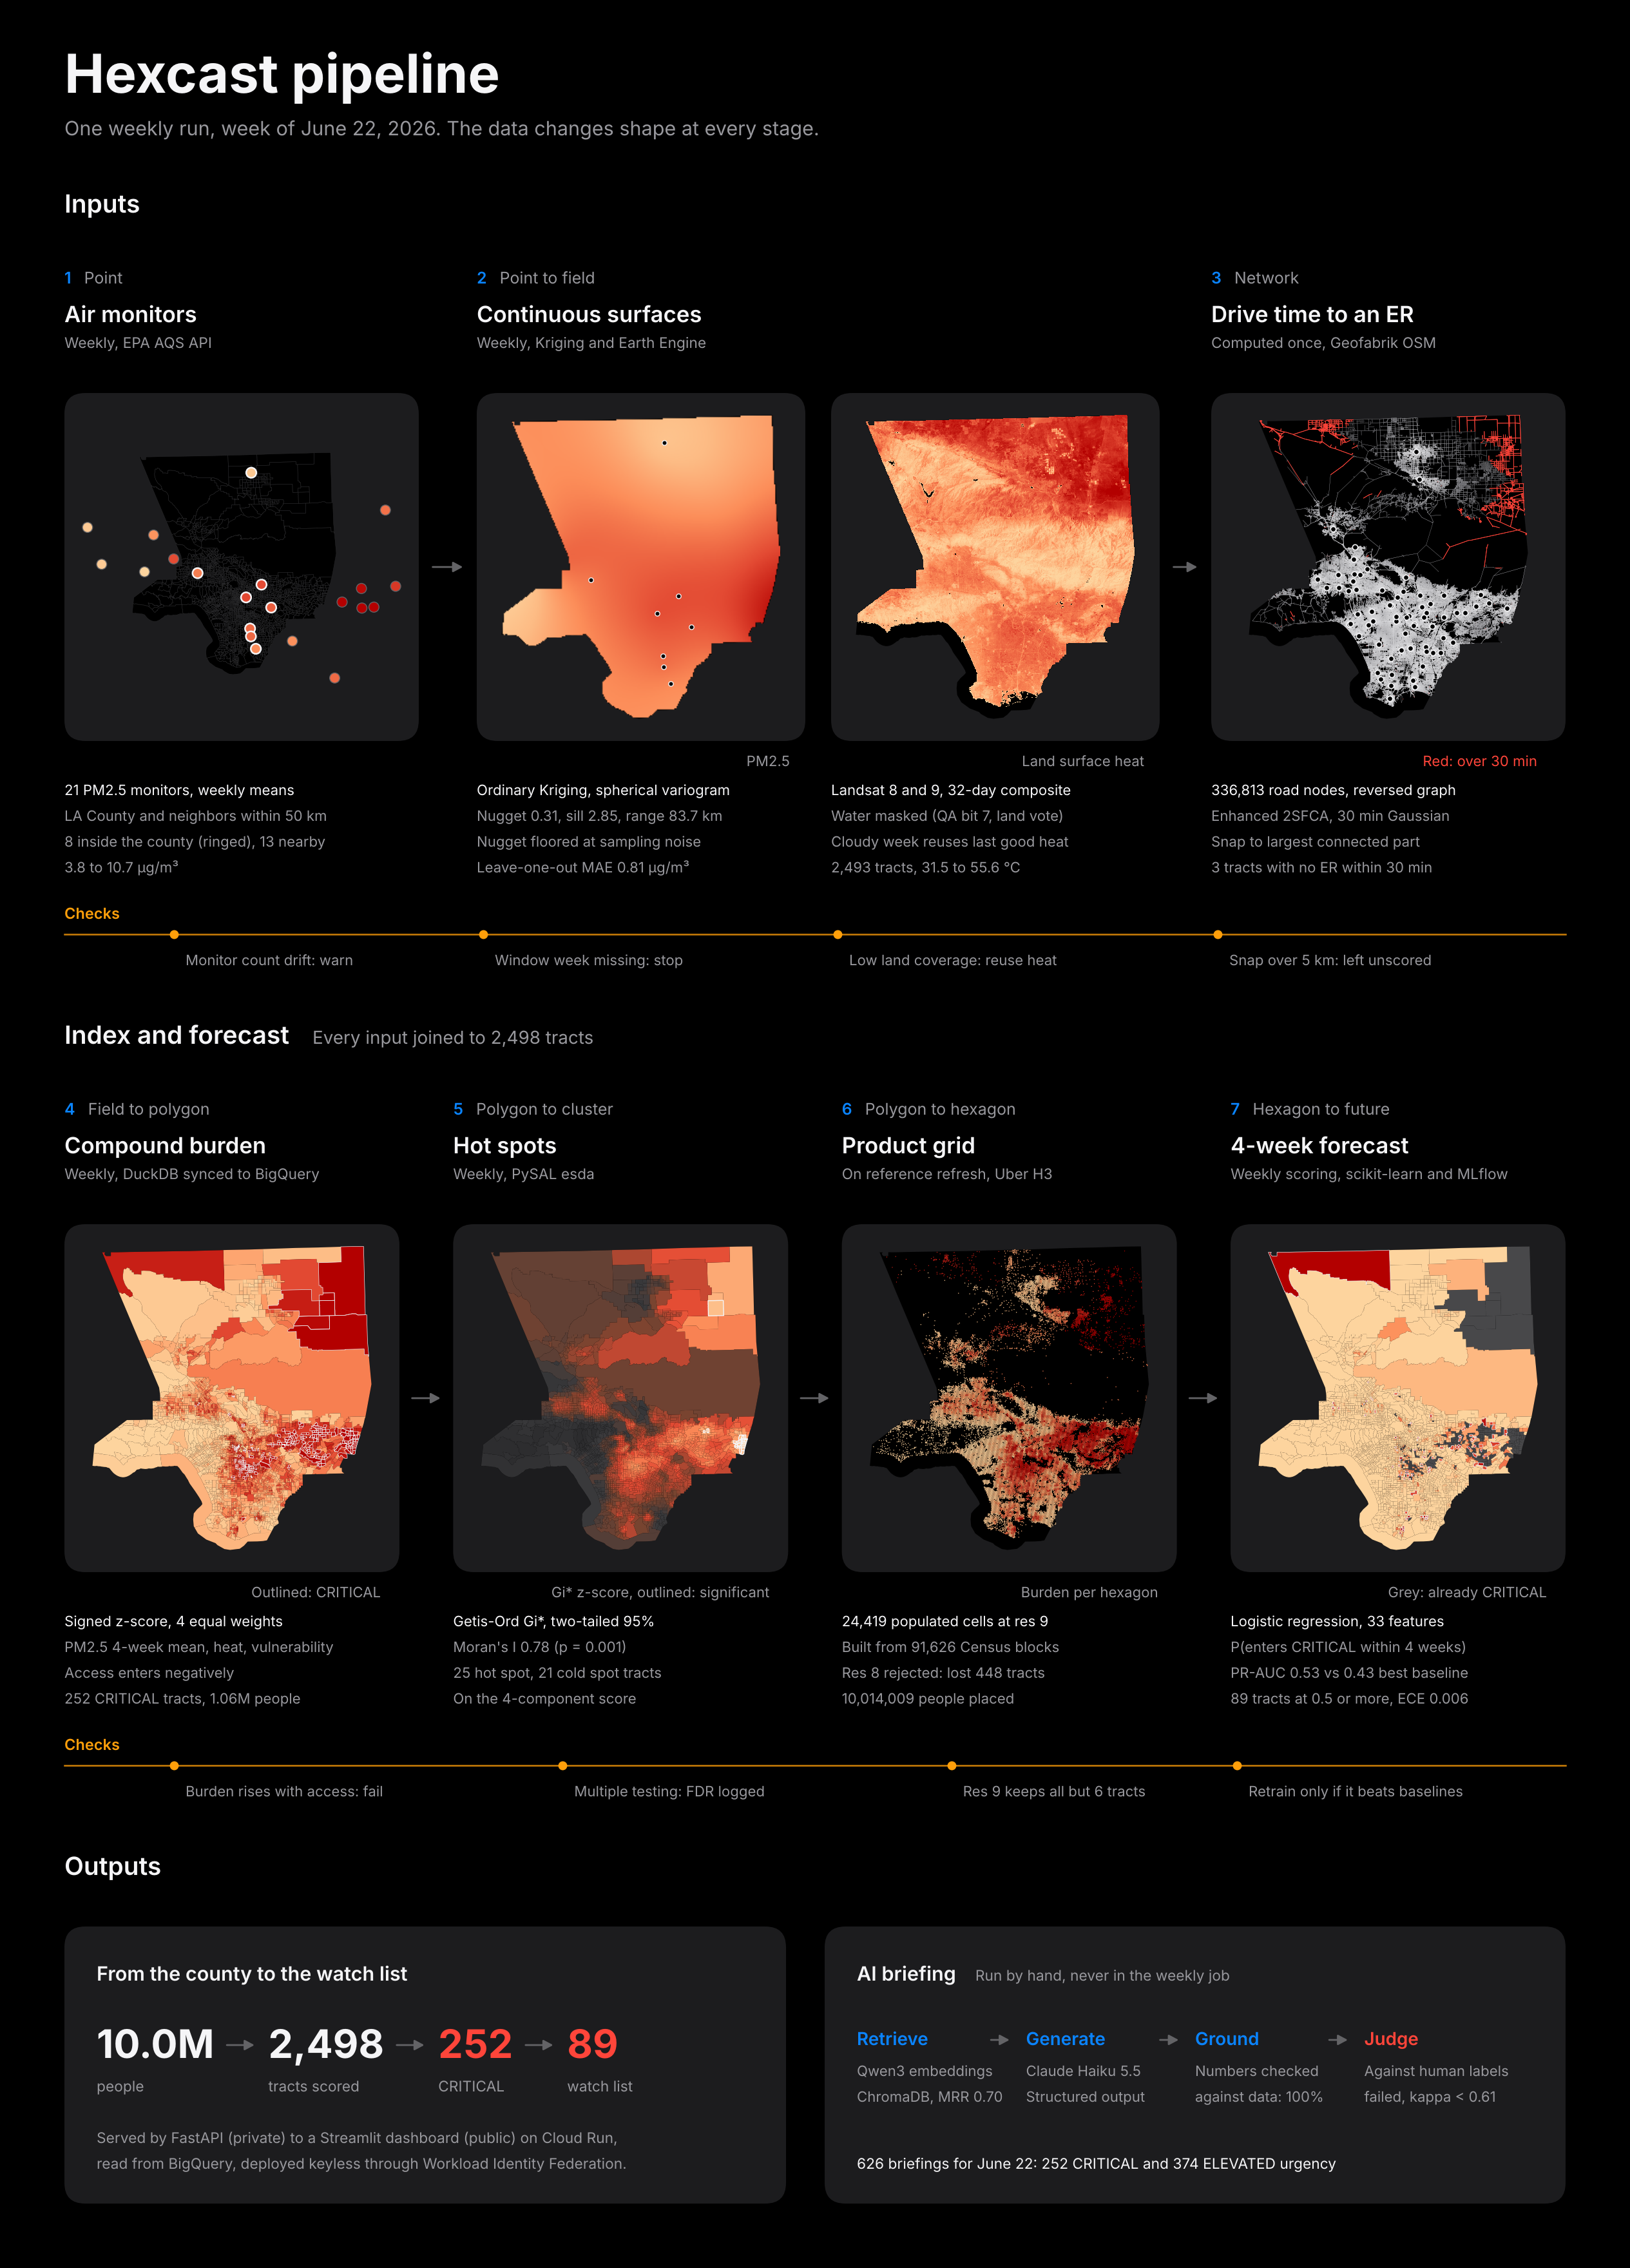 Hexcast pipeline
One weekly run, week of June 22, 2026. The data changes shape at every stage.
Inputs
1 Point
Air monitors
Weekly, EPA AQS API
2 Point to field
Continuous surfaces
Weekly, Kriging and Earth Engine
3 Network
Drive time to an ER
Computed once, Geofabrik OSM
PM2.5
Land surface heat
Red: over 30 min
21 PM2.5 monitors, weekly means
LA County and neighbors within 50 km
8 inside the county (ringed), 13 nearby
3.8 to 10.7 µg/m³
Ordinary Kriging, spherical variogram
Nugget 0.31, sill 2.85, range 83.7 km
Nugget floored at sampling noise
Leave-one-out MAE 0.81 µg/m³
Landsat 8 and 9, 32-day composite
Water masked (QA bit 7, land vote)
Cloudy week reuses last good heat
2,493 tracts, 31.5 to 55.6 °C
336,813 road nodes, reversed graph
Enhanced 2SFCA, 30 min Gaussian
Snap to largest connected part
3 tracts with no ER within 30 min
Checks
Monitor count drift: warn
Window week missing: stop
Low land coverage: reuse heat
Snap over 5 km: left unscored
Index and forecast Every input joined to 2,498 tracts
4 Field to polygon
Compound burden
Weekly, DuckDB synced to BigQuery
5 Polygon to cluster
Hot spots
Weekly, PySAL esda
6 Polygon to hexagon
Product grid
On reference refresh, Uber H3
7 Hexagon to future
4-week forecast
Weekly scoring, scikit-learn and MLflow
Outlined: CRITICAL
Gi* z-score, outlined: significant
Burden per hexagon
Grey: already CRITICAL
Signed z-score, 4 equal weights
PM2.5 4-week mean, heat, vulnerability
Access enters negatively
252 CRITICAL tracts, 1.06M people
Getis-Ord Gi*, two-tailed 95%
Moran's I 0.78 (p = 0.001)
25 hot spot, 21 cold spot tracts
On the 4-component score
24,419 populated cells at res 9
Built from 91,626 Census blocks
Res 8 rejected: lost 448 tracts
10,014,009 people placed
Logistic regression, 33 features
P(enters CRITICAL within 4 weeks)
PR-AUC 0.53 vs 0.43 best baseline
89 tracts at 0.5 or more, ECE 0.006
Checks
Burden rises with access: fail
Multiple testing: FDR logged
Res 9 keeps all but 6 tracts
Retrain only if it beats baselines
Outputs
From the county to the watch list
10.0M 2,498 252 89
people tracts scored CRITICAL watch list
Served by FastAPI (private) to a Streamlit dashboard (public) on Cloud Run,
read from BigQuery, deployed keyless through Workload Identity Federation.
AI briefing Run by hand, never in the weekly job
Retrieve Generate Ground Judge
Qwen3 embeddings Claude Haiku 5.5 Numbers checked Against human labels
ChromaDB, MRR 0.70 Structured output against data: 100% failed, kappa < 0.61
626 briefings for June 22: 252 CRITICAL and 374 ELEVATED urgency